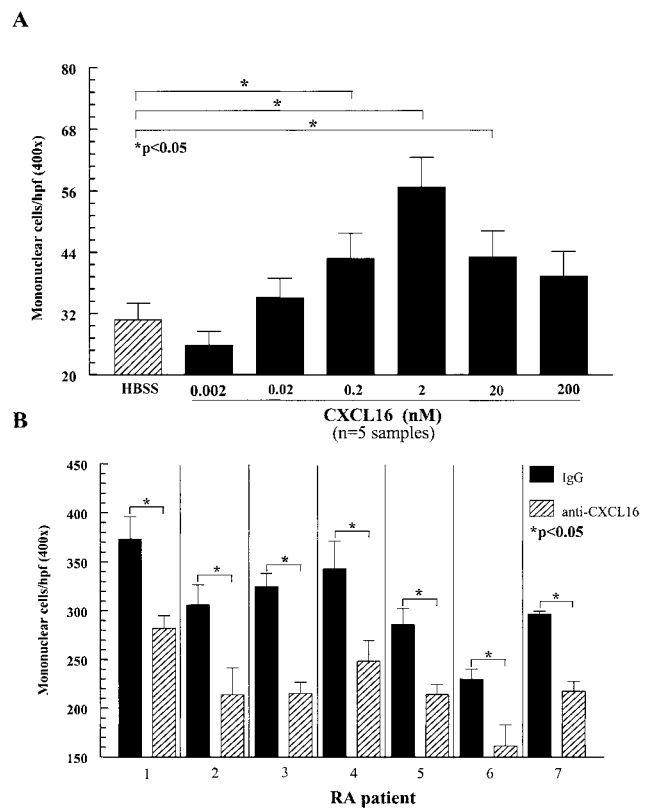 A
Mononuclear cells/hpf (400x)
80
68
56
44
32
20
*
*
*
*p<0.05
HBSS 0.002 0.02 0.2 2 20 200
CXCL16 (nM)
(n=5 samples)
B
Mononuclear cells/hpf (400x)
450
400
350
300
250
200
150
IgG
anti-CXCL16
*p<0.05
* * * * * * *
1 2 3 4 5 6 7
RA patient